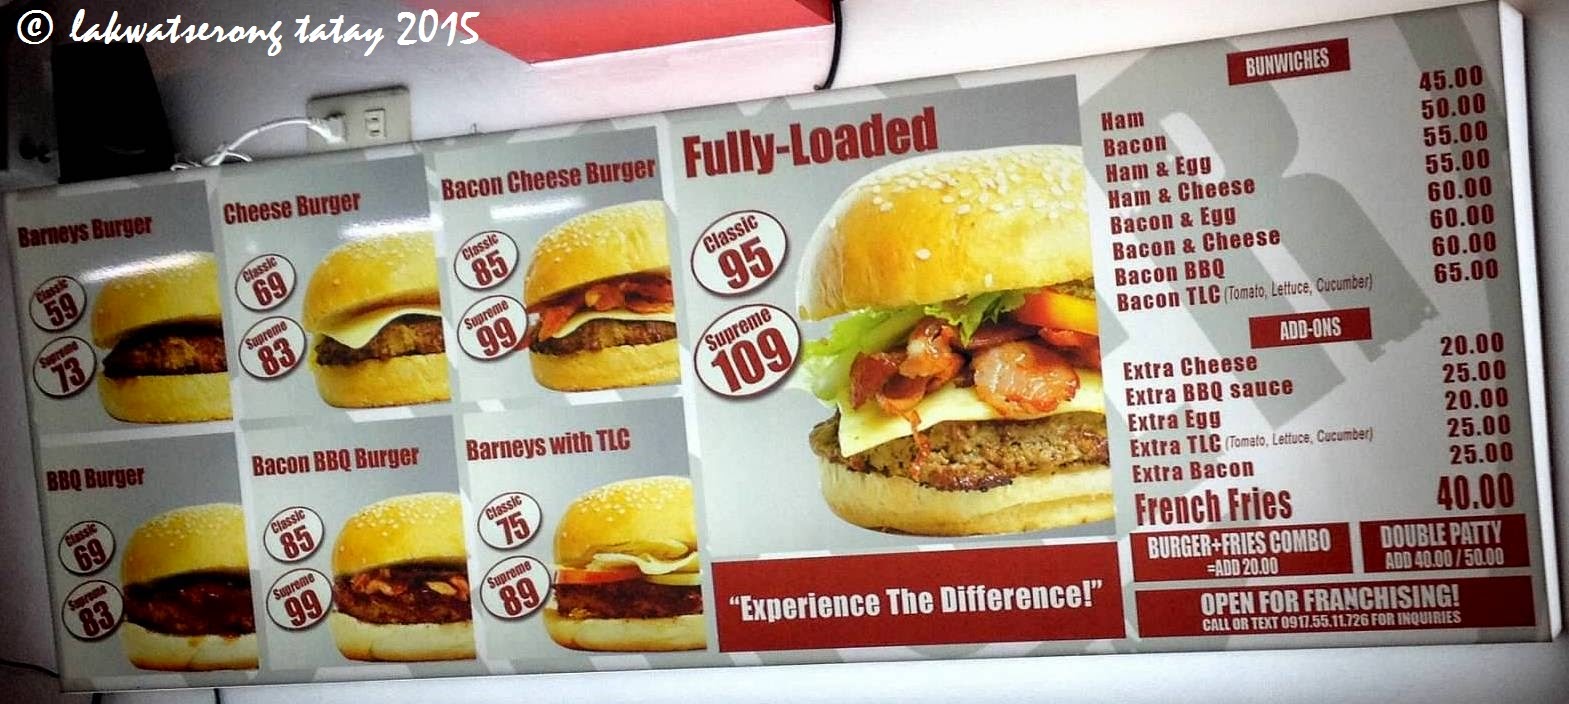 © lakwatserong tatay 2015
Barneys Burger
Classic
59
Supreme
73
Cheese Burger
Classic
69
Supreme
83
Bacon Cheese Burger
Classic
85
Supreme
99
BBQ Burger
Classic
69
Supreme
83
Bacon BBQ Burger
Classic
85
Supreme
99
Barneys with TLC
Classic
75
Supreme
89
Fully-Loaded
Classic
95
Supreme
109
"Experience The Difference!"
BUNWICHES
Ham 45.00
Bacon 50.00
Ham & Egg 55.00
Ham & Cheese 55.00
Bacon & Egg 60.00
Bacon & Cheese 60.00
Bacon BBQ 60.00
Bacon TLC (Tomato, Lettuce, Cucumber) 65.00
ADD-ONS
Extra Cheese 20.00
Extra BBQ sauce 25.00
Extra Egg 20.00
Extra TLC (Tomato, Lettuce, Cucumber) 25.00
Extra Bacon 25.00
French Fries 40.00
BURGER+FRIES COMBO
=ADD 20.00
DOUBLE PATTY
ADD 40.00 / 50.00
OPEN FOR FRANCHISING!
CALL OR TEXT 0917.55.11.726 FOR INQUIRIES